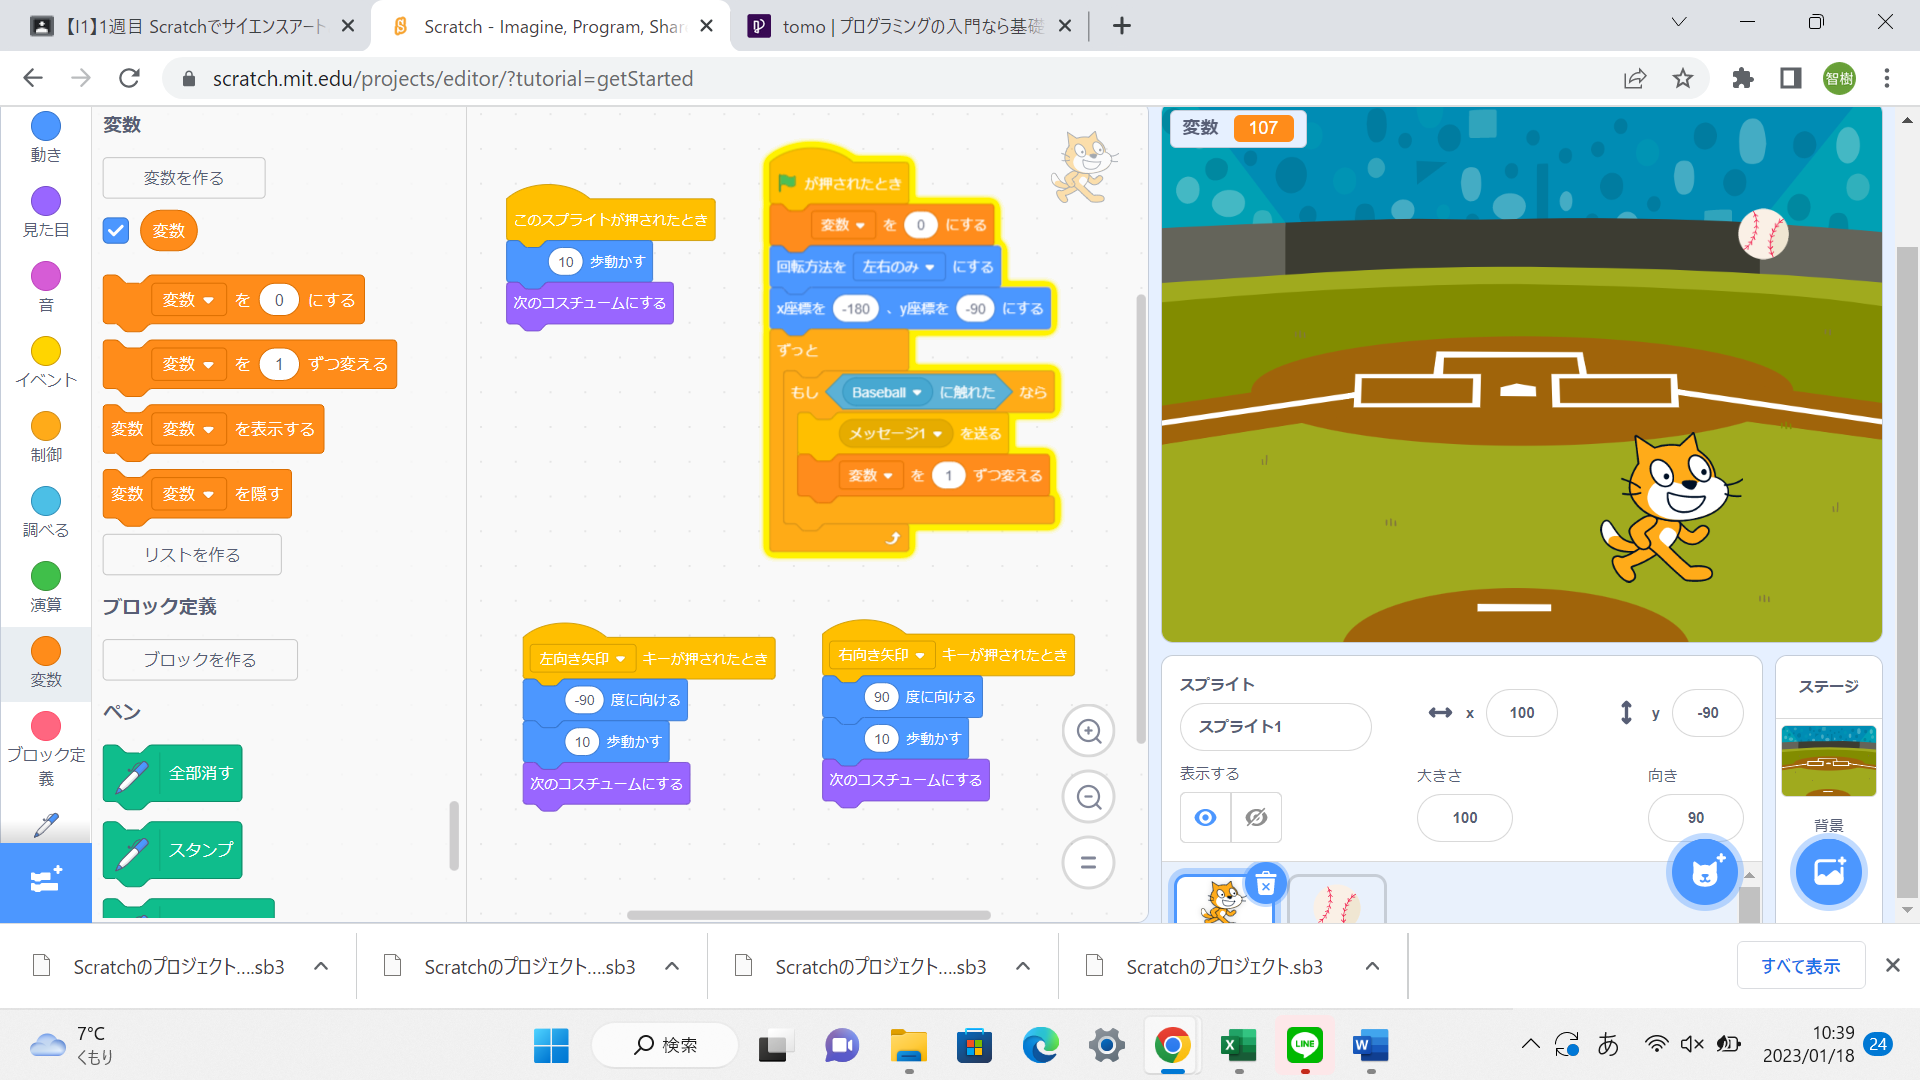 【I1】1週目 Scratchでサイエンスアート
Scratch - Imagine, Program, Shar
tomo | プログラミングの入門なら基礎
scratch.mit.edu/projects/editor/?tutorial=getStarted
智樹
動き
見た目
音
イベント
制御
調べる
演算
変数
ブロック定
義
変数
変数を作る
変数
変数 を 0 にする
変数 を 1 ずつ変える
変数 変数 を表示する
変数 変数 を隠す
リストを作る
ブロック定義
ブロックを作る
ペン
全部消す
スタンプ
このスプライトが押されたとき
10 歩動かす
次のコスチュームにする
が押されたとき
変数 を 0 にする
回転方法を 左右のみ にする
x座標を -180 、y座標を -90 にする
ずっと
もし Baseball に触れた なら
メッセージ1 を送る
変数 を 1 ずつ変える
左向き矢印 キーが押されたとき
-90 度に向ける
10 歩動かす
次のコスチュームにする
右向き矢印 キーが押されたとき
90 度に向ける
10 歩動かす
次のコスチュームにする
変数 107
スプライト
スプライト1
x 100
y -90
表示する
大きさ
100
向き
90
ステージ
背景
Scratchのプロジェクト....sb3
Scratchのプロジェクト....sb3
Scratchのプロジェクト....sb3
Scratchのプロジェクト.sb3
すべて表示
7°C
くもり
検索
LINE
あ
10:39
2023/01/18
24